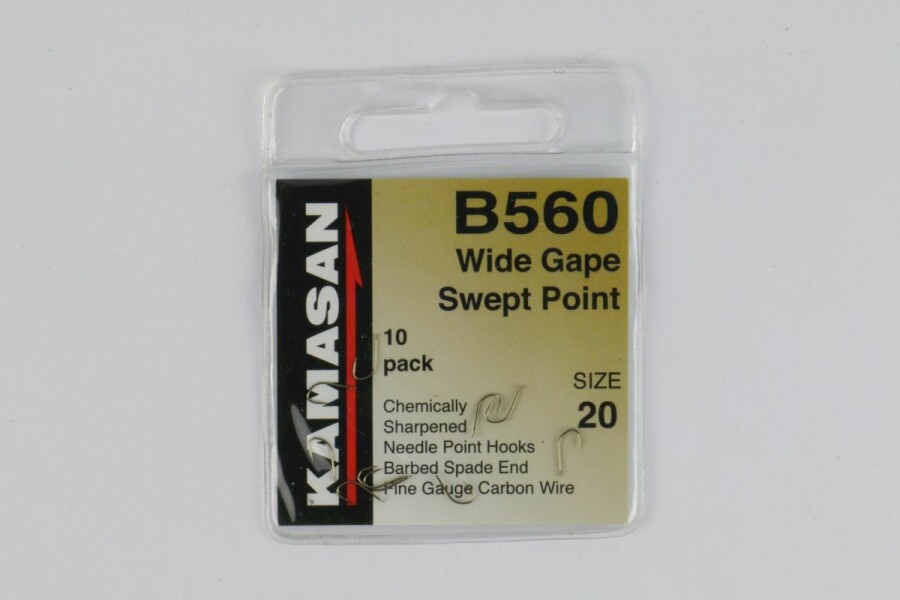 KAMASAN
B560
Wide Gape
Swept Point
10
pack
SIZE
20
Chemically
Sharpened
Needle Point Hooks
Barbed Spade End
Fine Gauge Carbon Wire